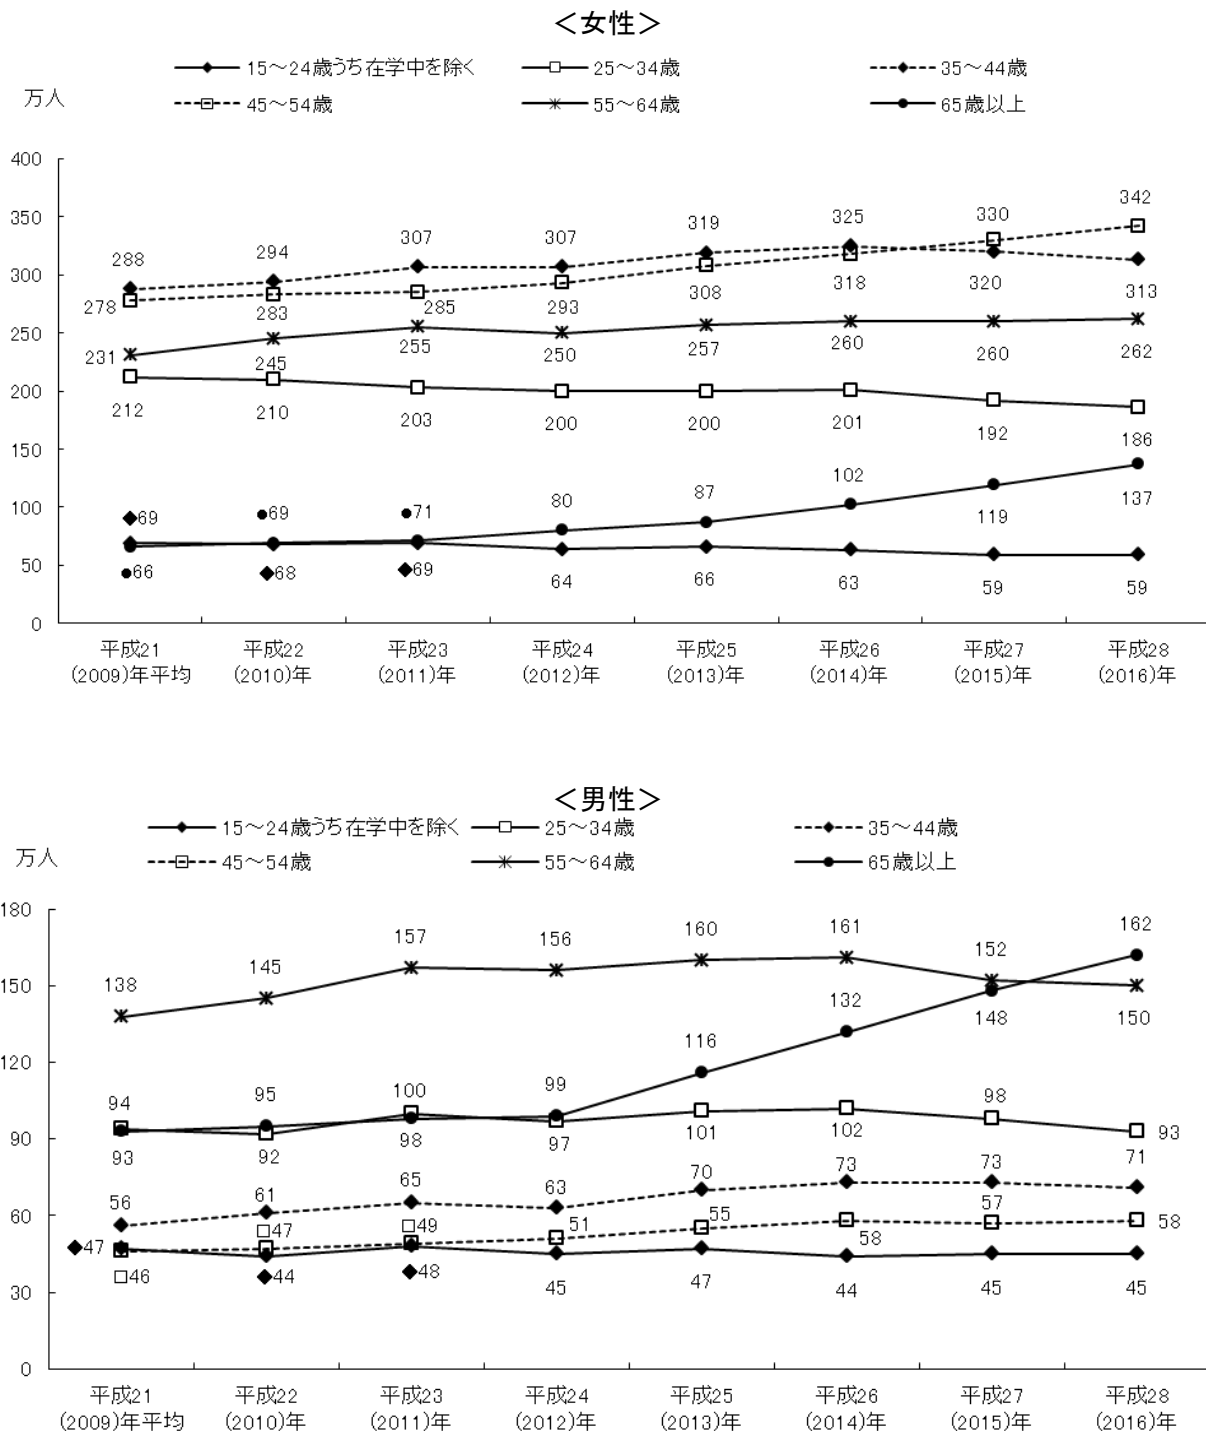 ＜女性＞
15～24歳うち在学中を除く 25～34歳 35～44歳
45～54歳 55～64歳 65歳以上
万人
400
350
300
250
200
150
100
50
0
288 294 307 307 319 325 330 342
278 283 285 293 308 318 320 313
231 245 255 250 257 260 260 262
212 210 203 200 200 201 192 186
69 69 71 80 87 102 119 137
66 68 69 64 66 63 59 59
平成21 平成22 平成23 平成24 平成25 平成26 平成27 平成28
(2009)年平均 (2010)年 (2011)年 (2012)年 (2013)年 (2014)年 (2015)年 (2016)年
＜男性＞
15～24歳うち在学中を除く 25～34歳 35～44歳
45～54歳 55～64歳 65歳以上
万人
180
150
120
90
60
30
0
138 145 157 156 160 161 152 162
94 95 100 99 116 132 148 150
93 92 98 97 101 102 98 93
56 61 65 63 70 73 73 71
47 47 49 51 55 58 57 58
46 44 48 45 47 44 45 45
平成21 平成22 平成23 平成24 平成25 平成26 平成27 平成28
(2009)年平均 (2010)年 (2011)年 (2012)年 (2013)年 (2014)年 (2015)年 (2016)年